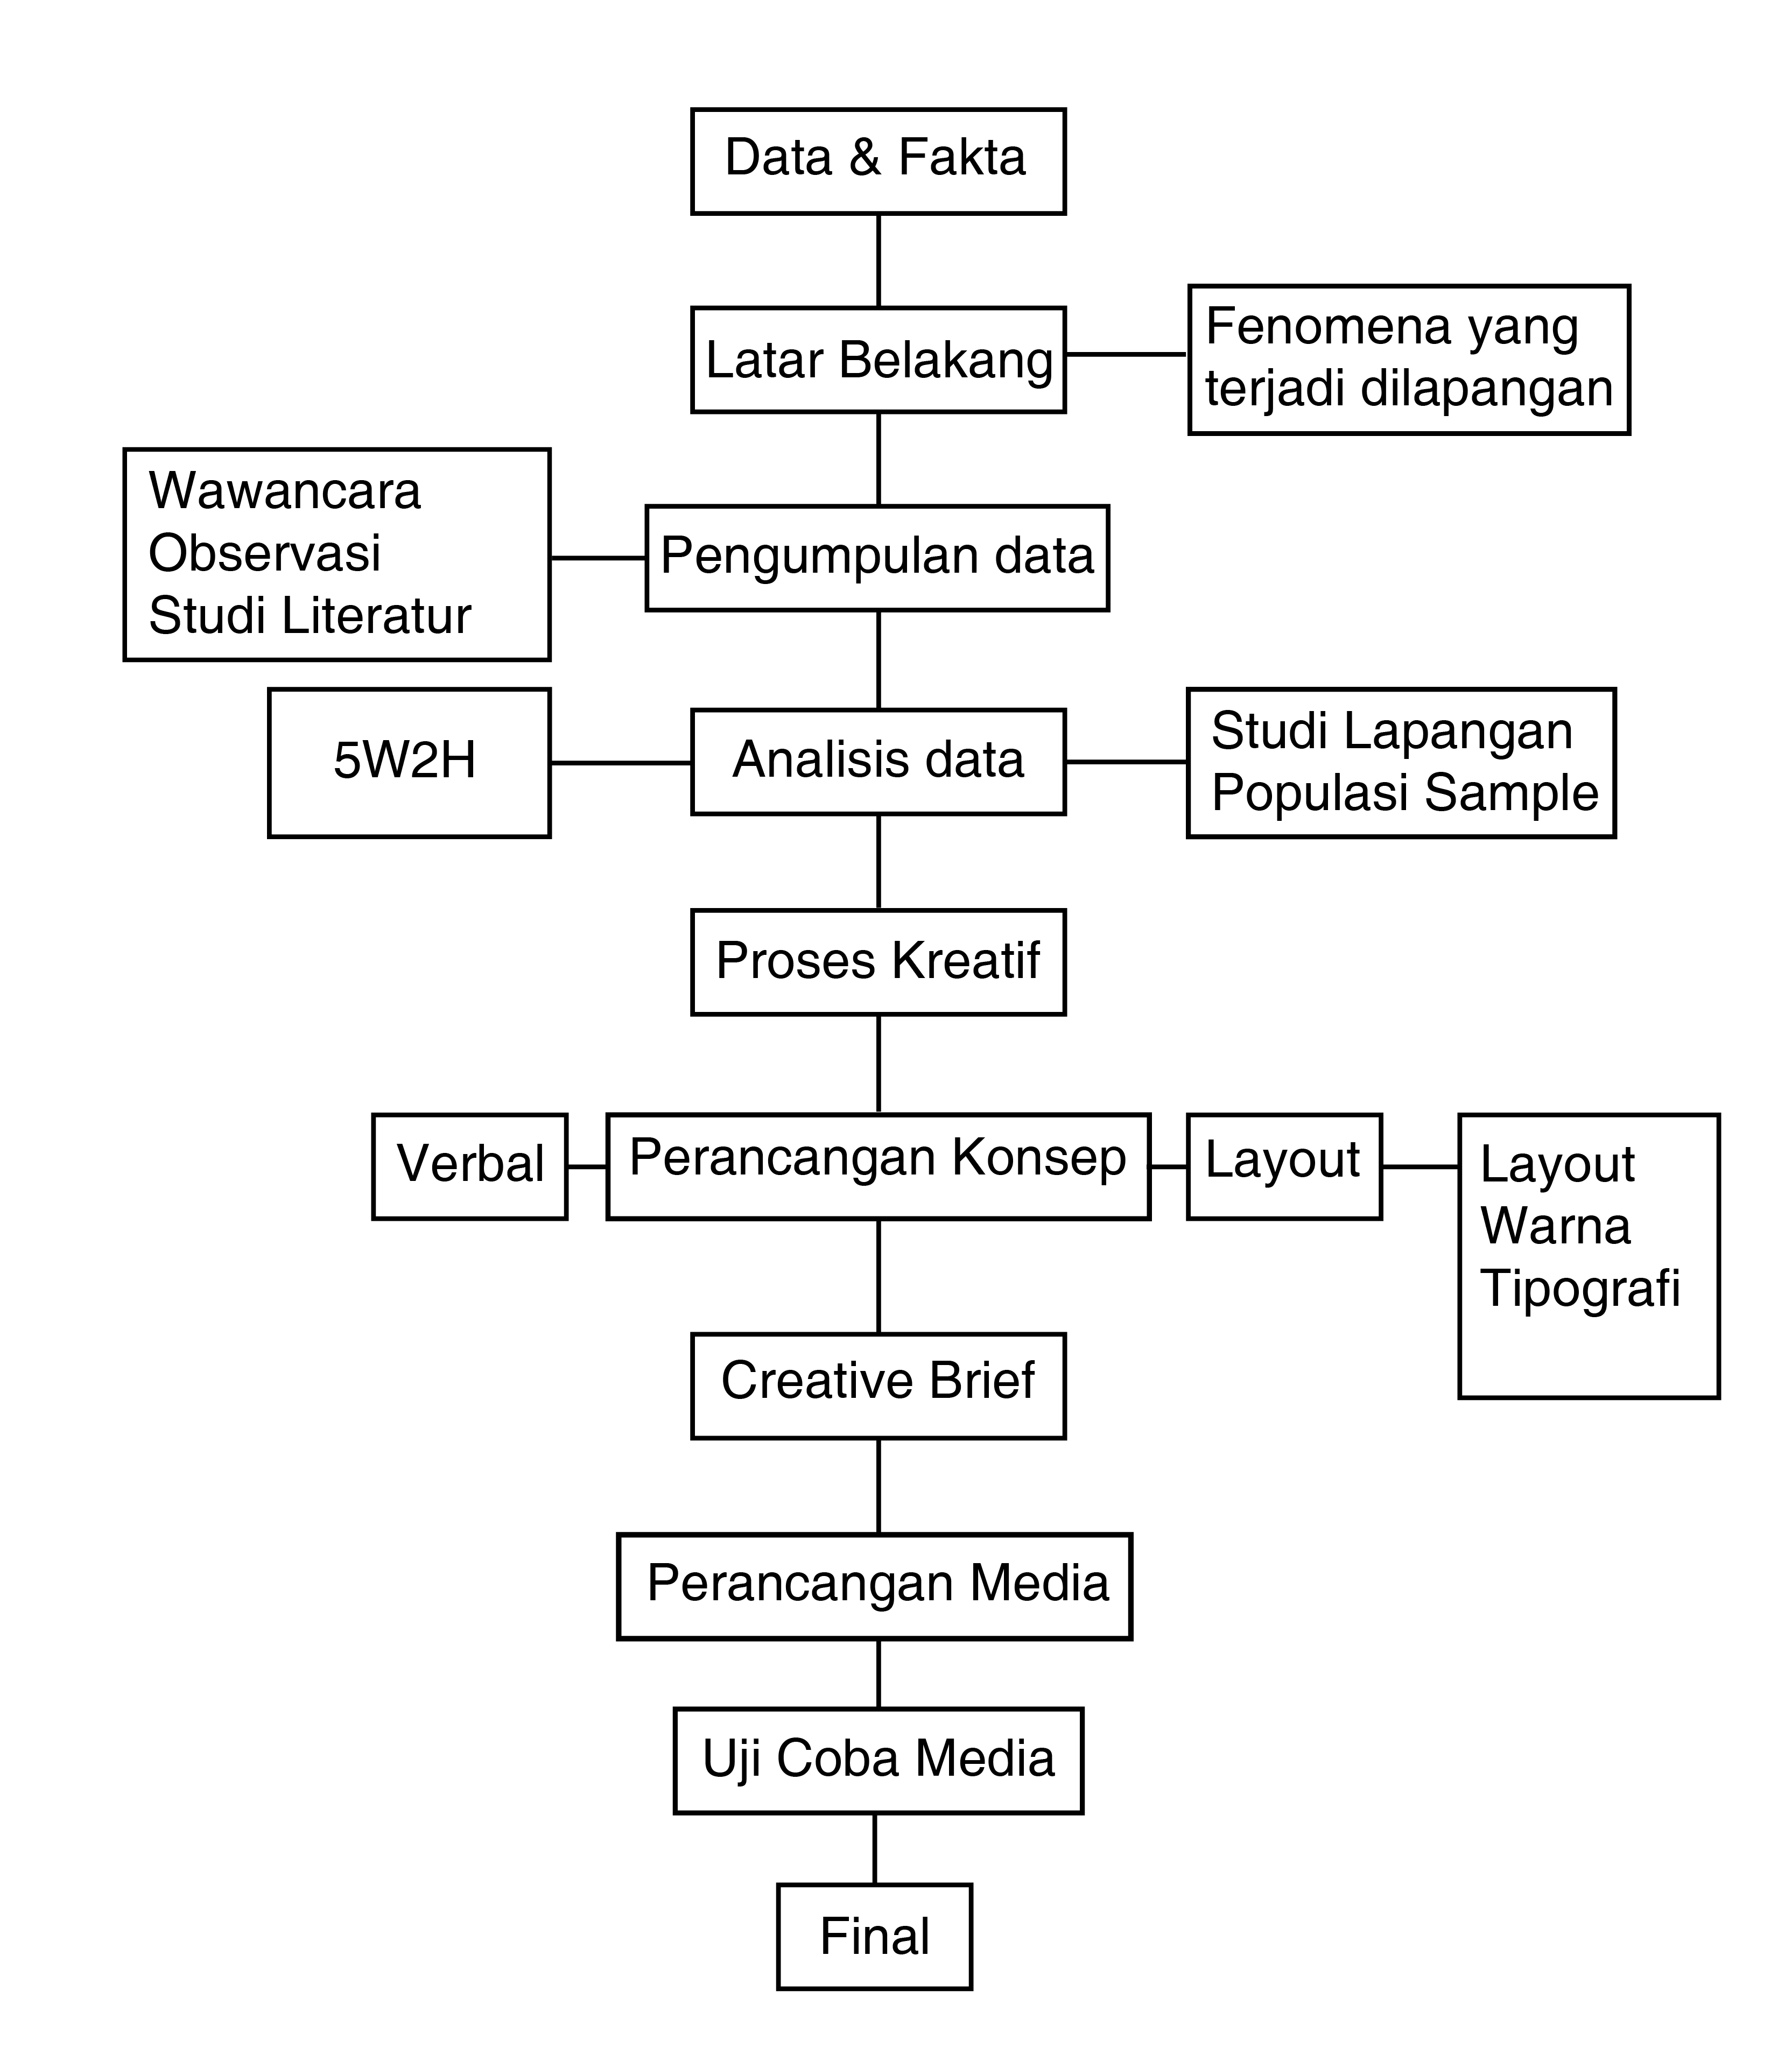 Data & Fakta
Latar Belakang
Fenomena yang
terjadi dilapangan
Wawancara
Observasi
Studi Literatur
Pengumpulan data
5W2H
Analisis data
Studi Lapangan
Populasi Sample
Proses Kreatif
Verbal
Perancangan Konsep
Layout
Layout
Warna
Tipografi
Creative Brief
Perancangan Media
Uji Coba Media
Final